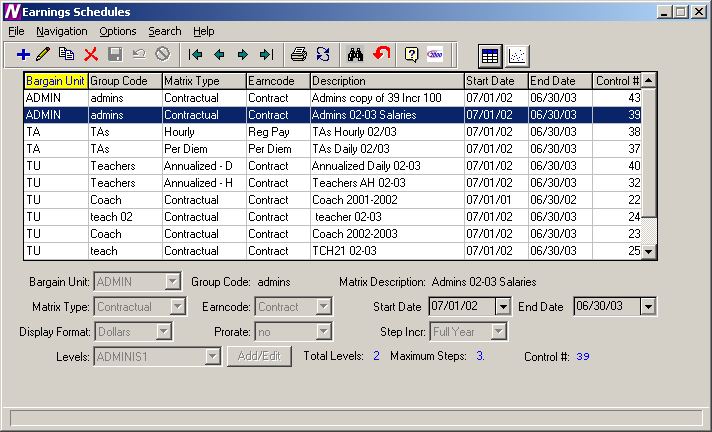 N Earnings Schedules
File Navigation Options Search Help
2000
Bargain Unit Group Code Matrix Type Earncode Description Start Date End Date Control #
ADMIN admins Contractual Contract Admins copy of 39 Incr 100 07/01/02 06/30/03 43
ADMIN admins Contractual Contract Admins 02-03 Salaries 07/01/02 06/30/03 39
TA TAs Hourly Reg Pay TAs Hourly 02/03 07/01/02 06/30/03 38
TA TAs Per Diem Per Diem TAs Daily 02/03 07/01/02 06/30/03 37
TU Teachers Annualized - D Contract Annualized Daily 02-03 07/01/02 06/30/03 40
TU Teachers Annualized - H Contract Teachers AH 02-03 07/01/02 06/30/03 32
TU Coach Contractual Contract Coach 2001-2002 07/01/01 06/30/03 22
TU teach 02 Contractual Contract teacher 02-03 07/01/02 06/30/03 24
TU Coach Contractual Contract Coach 2002-2003 07/01/02 06/30/03 23
TU teach Contractual Contract TCH21 02-03 07/01/02 06/30/03 25
Bargain Unit: ADMIN Group Code: admins Matrix Description: Admins 02-03 Salaries
Matrix Type: Contractual Earncode: Contract Start Date 07/01/02 End Date 06/30/03
Display Format: Dollars Prorate: no Step Incr: Full Year
Levels: ADMINIS1 Add/Edit Total Levels: 2 Maximum Steps: 3. Control #: 39